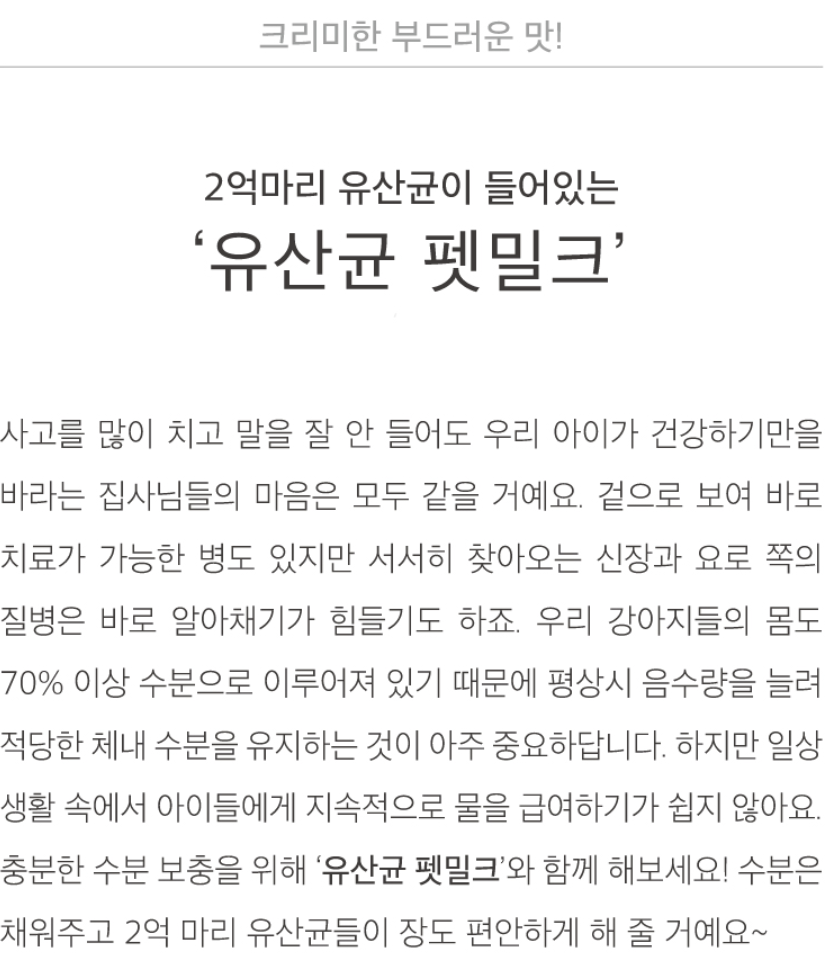 크리미한 부드러운 맛!
2억마리 유산균이 들어있는
‘유산균 펫밀크’
사고를 많이 치고 말을 잘 안 들어도 우리 아이가 건강하기만을
바라는 집사님들의 마음은 모두 같을 거예요. 겉으로 보여 바로
치료가 가능한 병도 있지만 서서히 찾아오는 신장과 요로 쪽의
질병은 바로 알아채기가 힘들기도 하죠. 우리 강아지들의 몸도
70% 이상 수분으로 이루어져 있기 때문에 평상시 음수량을 늘려
적당한 체내 수분을 유지하는 것이 아주 중요하답니다. 하지만 일상
생활 속에서 아이들에게 지속적으로 물을 급여하기가 쉽지 않아요.
충분한 수분 보충을 위해 ‘유산균 펫밀크’와 함께 해보세요! 수분은
채워주고 2억 마리 유산균들이 장도 편안하게 해 줄 거예요~